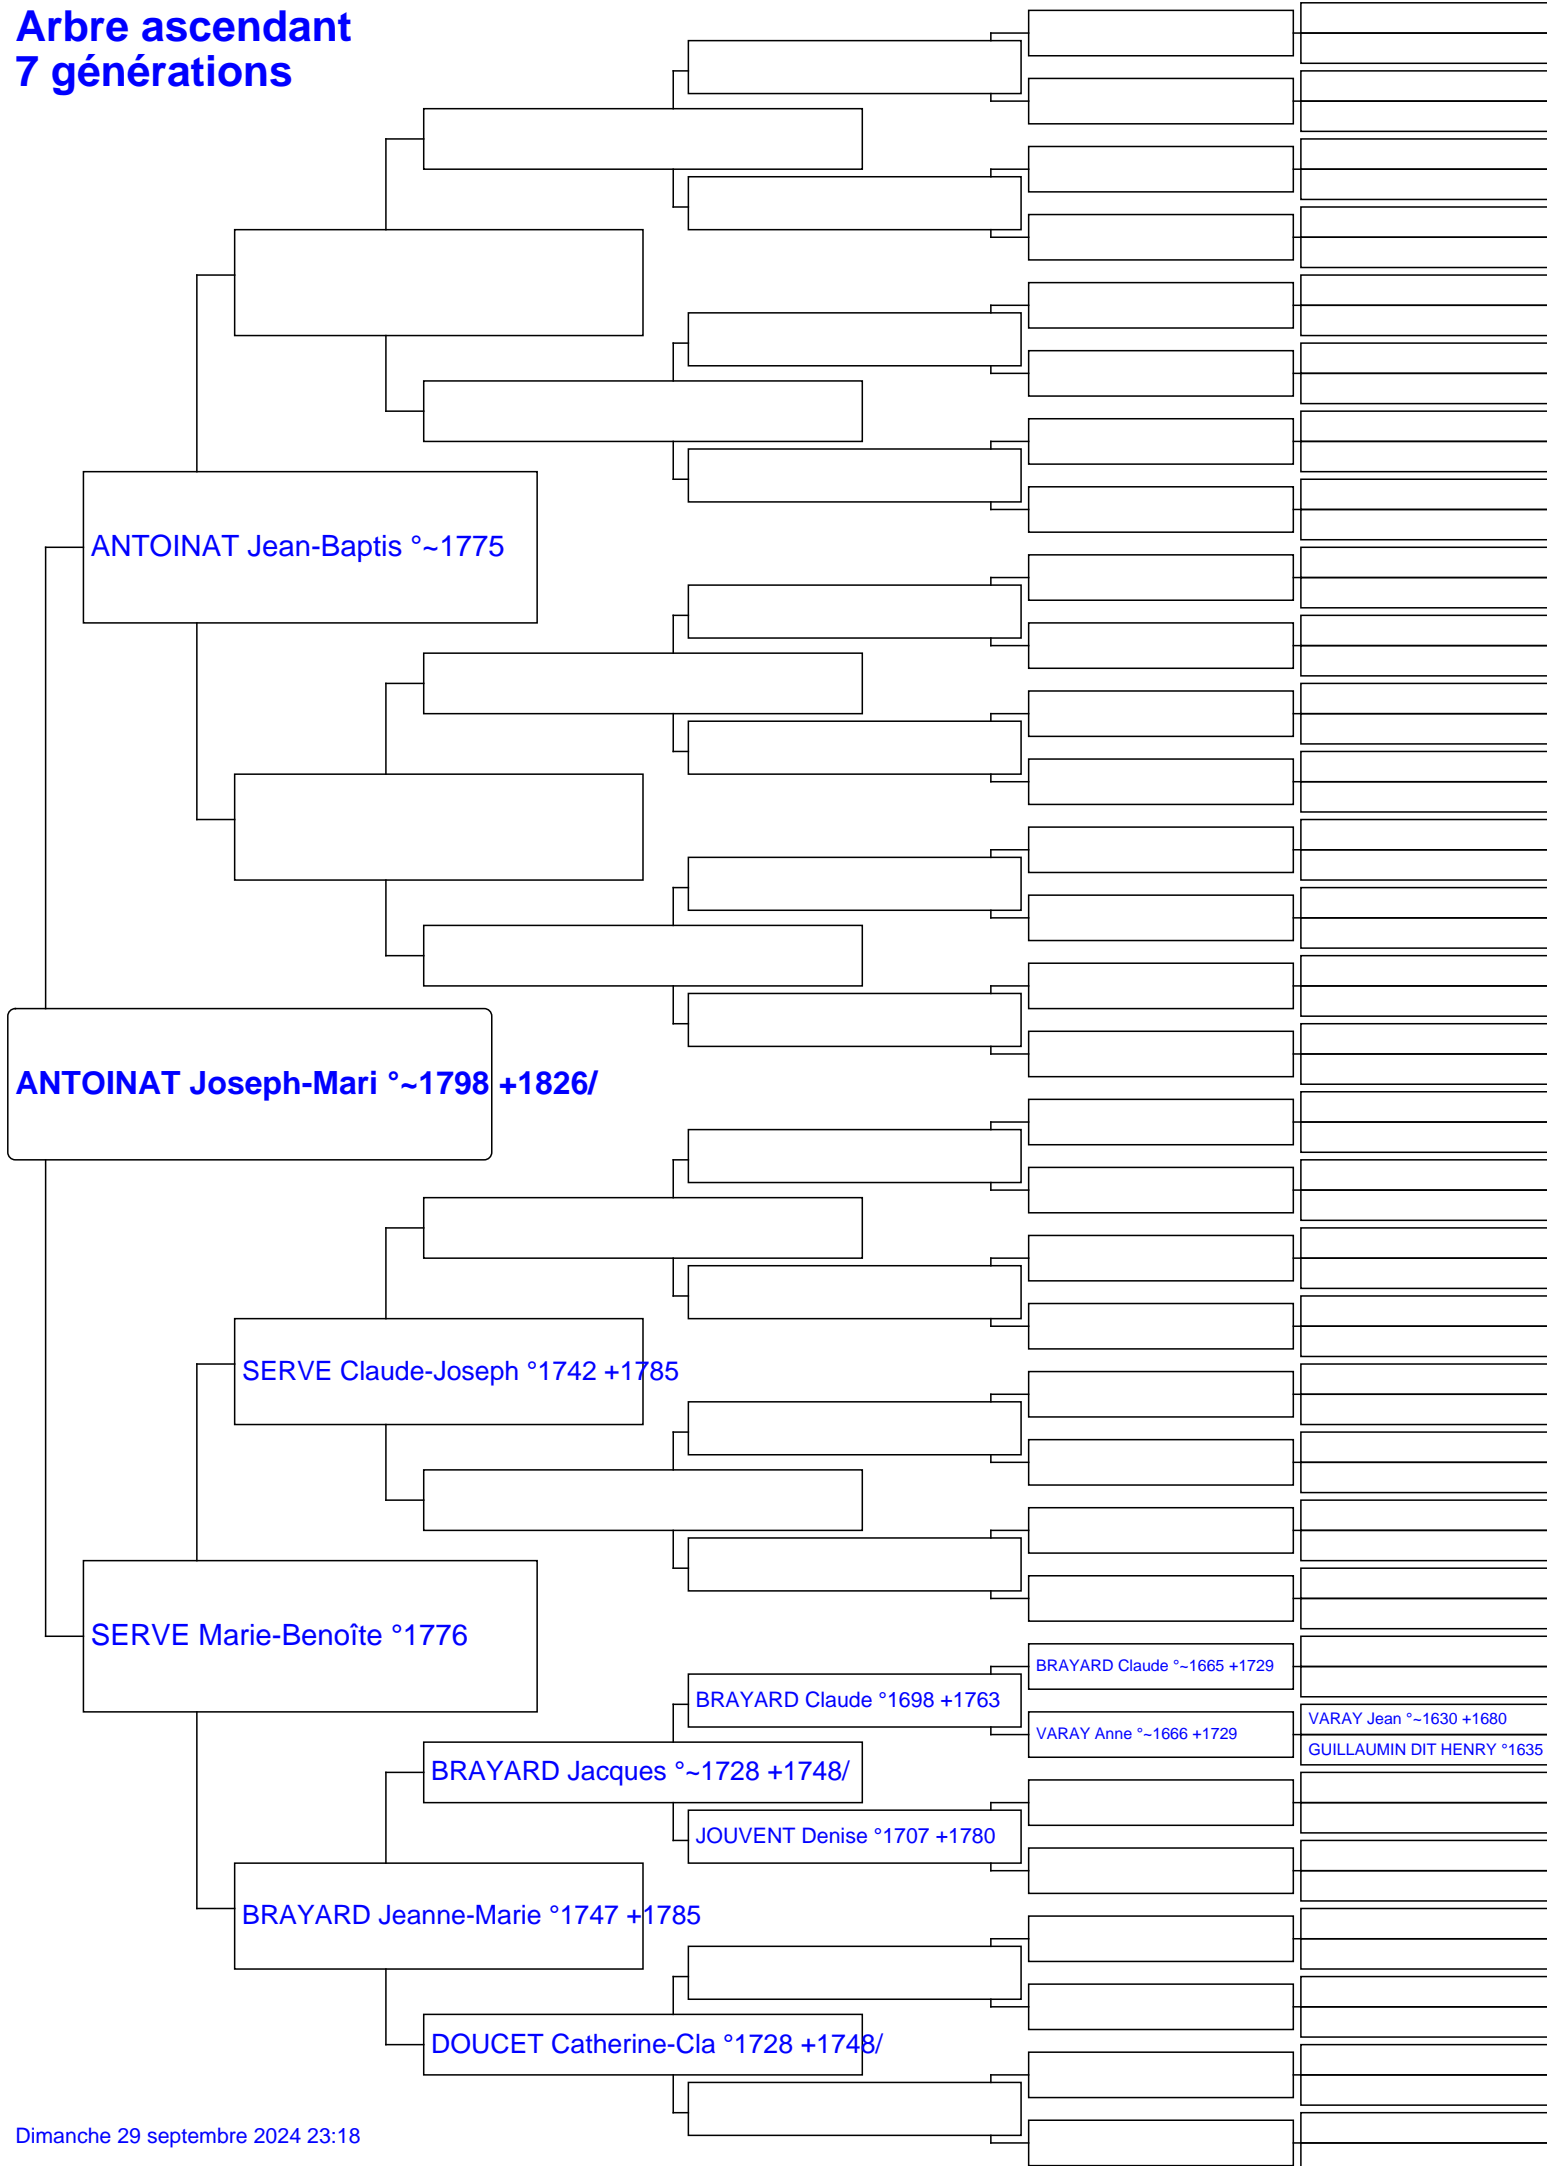 Arbre ascendant
7 générations
ANTOINAT Jean-Baptis °~1775
ANTOINAT Joseph-Mari °~1798 +1826/
SERVE Claude-Joseph °1742 +1785
SERVE Marie-Benoîte °1776
BRAYARD Claude °~1665 +1729
BRAYARD Claude °1698 +1763
VARAY Jean °~1630 +1680
VARAY Anne °~1666 +1729
GUILLAUMIN DIT HENRY °1635
BRAYARD Jacques °~1728 +1748/
JOUVENT Denise °1707 +1780
BRAYARD Jeanne-Marie °1747 +1785
DOUCET Catherine-Cla °1728 +1748/
Dimanche 29 septembre 2024 23:18